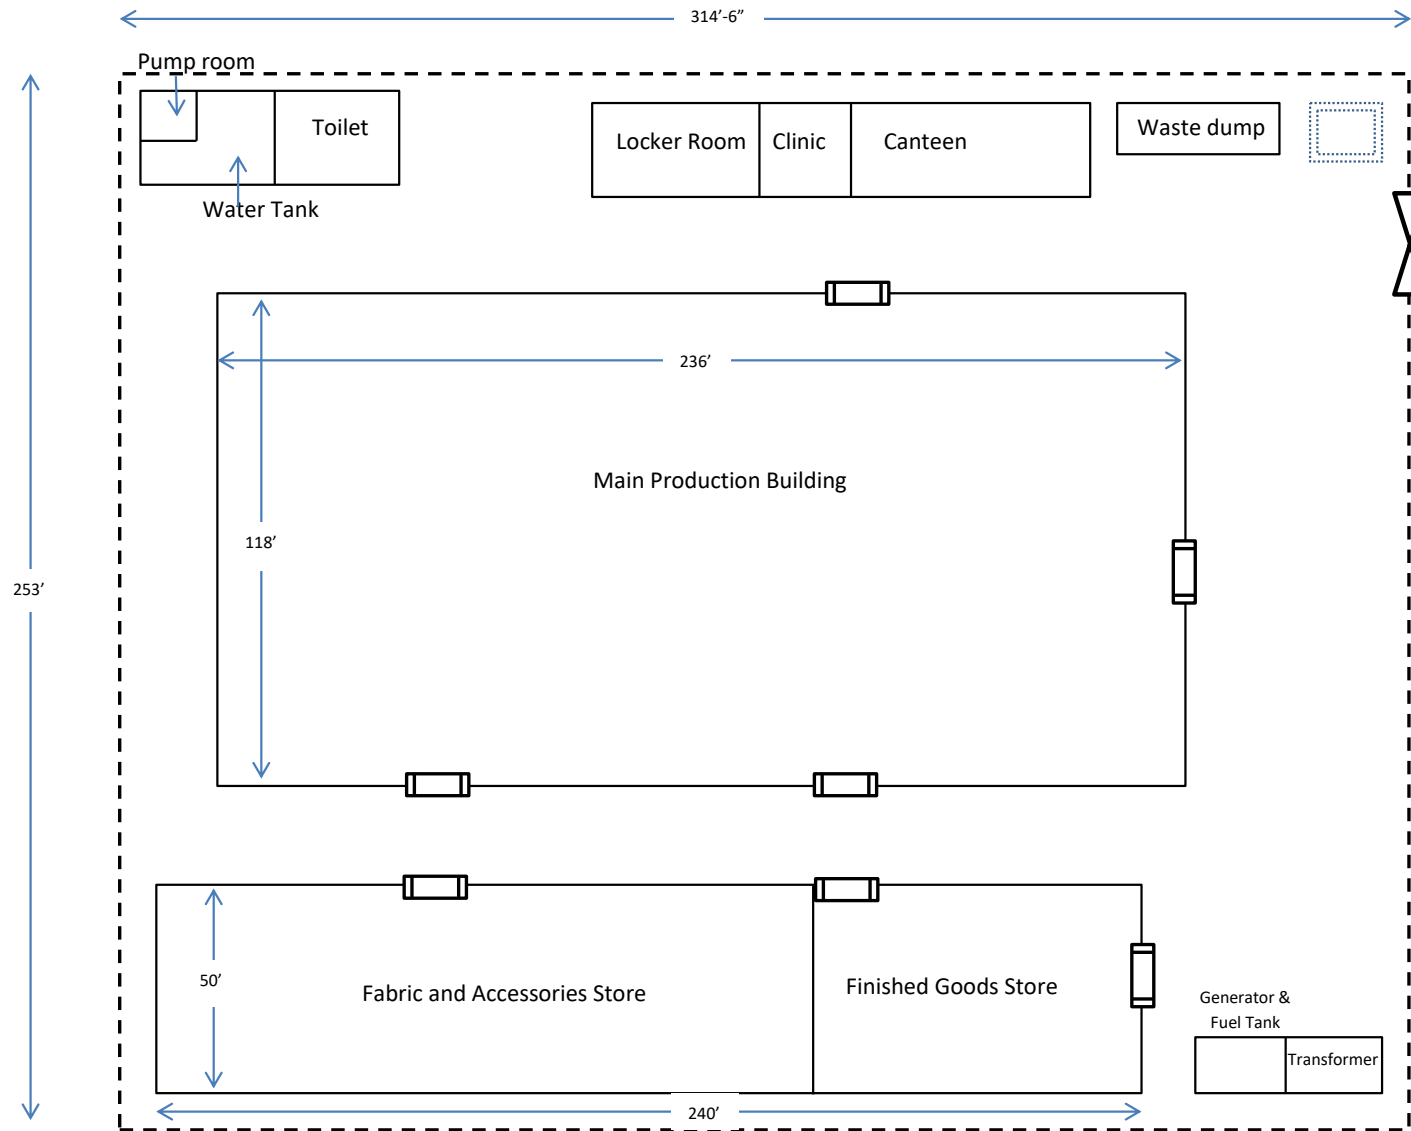 314’-6”
Pump room
Toilet
Locker Room
Clinic
Canteen
Waste dump
Water Tank
236’
Main Production Building
118’
253’
50’
Fabric and Accessories Store
Finished Goods Store
Generator &
Fuel Tank
Transformer
240’